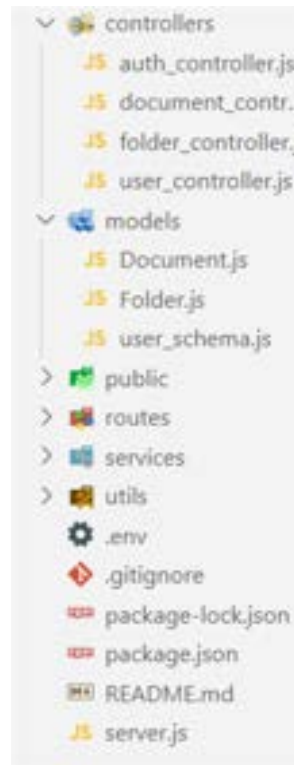 controllers
JS auth_controller.js
JS document_contr.
JS folder_controller.
JS user_controller.js
models
JS Document.js
JS Folder.js
JS user_schema.js
public
routes
services
utils
.env
.gitignore
package-lock.json
package.json
README.md
JS server.js